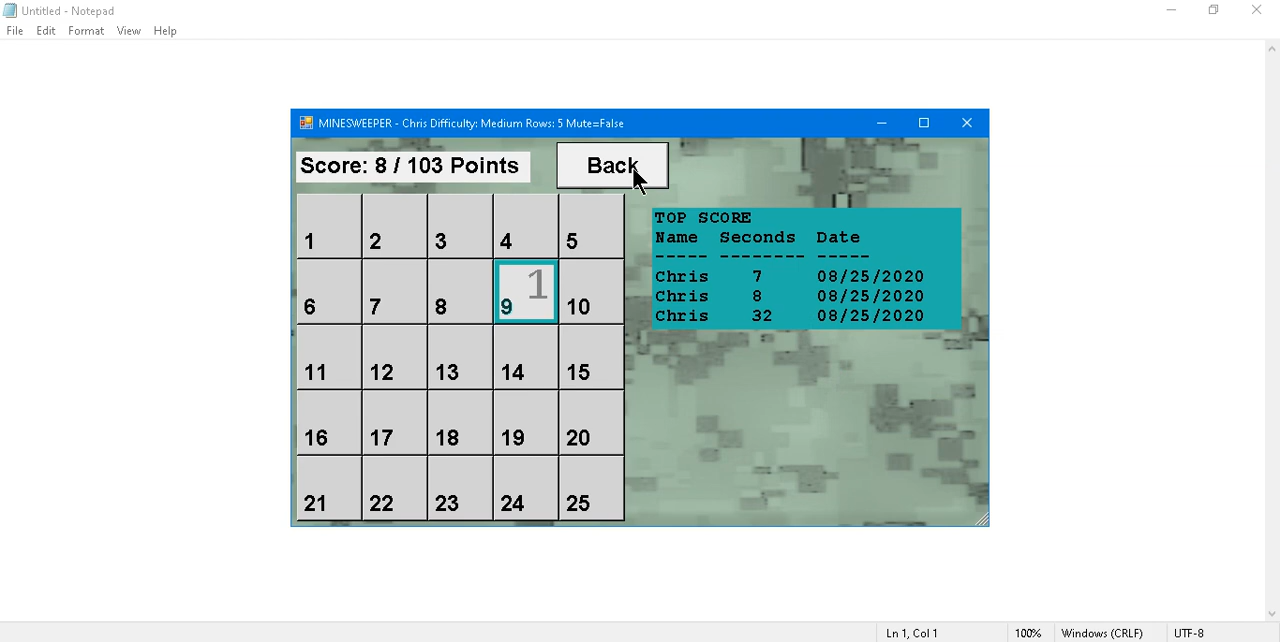 Untitled - Notepad
File Edit Format View Help
MINESWEEPER - Chris Difficulty: Medium Rows: 5 Mute=False
Score: 8 / 103 Points
Back
1 2 3 4 5
6 7 8 9 1 10
11 12 13 14 15
16 17 18 19 20
21 22 23 24 25
TOP SCORE
Name Seconds Date
----- -------- -----
Chris 7 08/25/2020
Chris 8 08/25/2020
Chris 32 08/25/2020
Ln 1, Col 1 100% Windows (CRLF) UTF-8